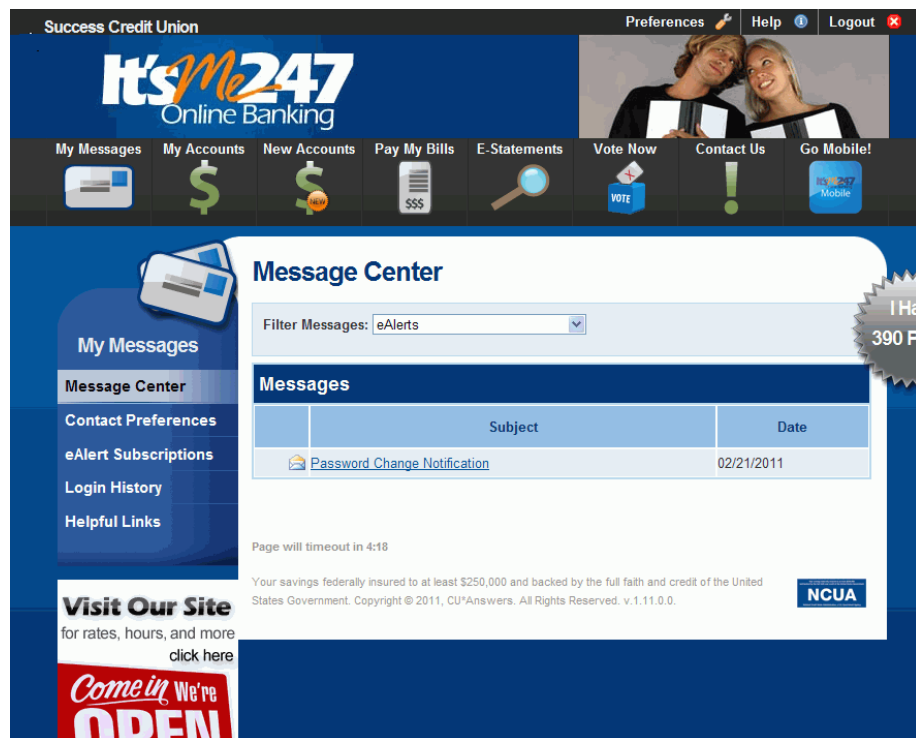 Success Credit Union
Preferences Help Logout
It's Me 247
Online Banking
My Messages My Accounts New Accounts Pay My Bills E-Statements Vote Now Contact Us Go Mobile!
NEW
$$$
VOTE
Mobile
Message Center
Filter Messages: eAlerts
I Ha
390 F
My Messages
Message Center
Contact Preferences
eAlert Subscriptions
Login History
Helpful Links
Messages
Subject Date
Password Change Notification 02/21/2011
Page will timeout in 4:18
Your savings federally insured to at least $250,000 and backed by the full faith and credit of the United
States Government. Copyright © 2011, CU*Answers. All Rights Reserved. v.1.11.0.0.
NCUA
Visit Our Site
for rates, hours, and more
click here
Come in We're
OPEN